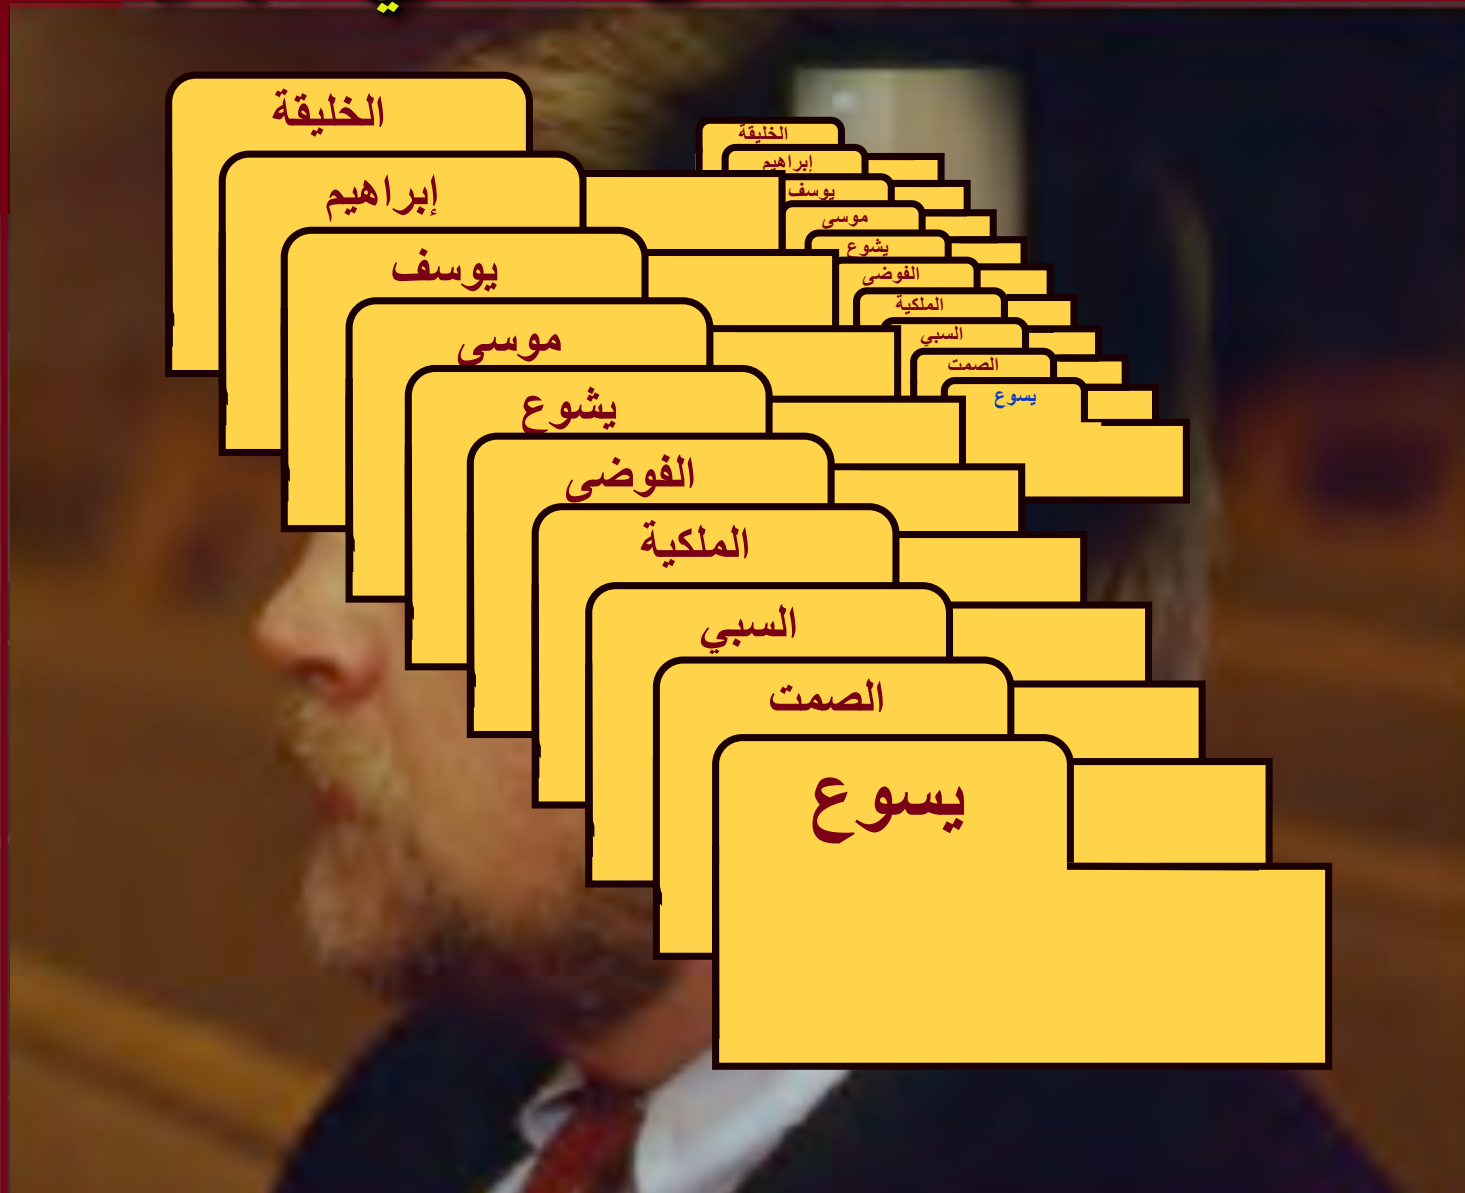 الخليقة
إبراهيم
يوسف
موسى
يشوع
الفوضى
الملكية
السبي
الصمت
يسوع
الخليقة
إبراهيم
يوسف
موسى
يشوع
الفوضى
الملكية
السبي
الصمت
يسوع